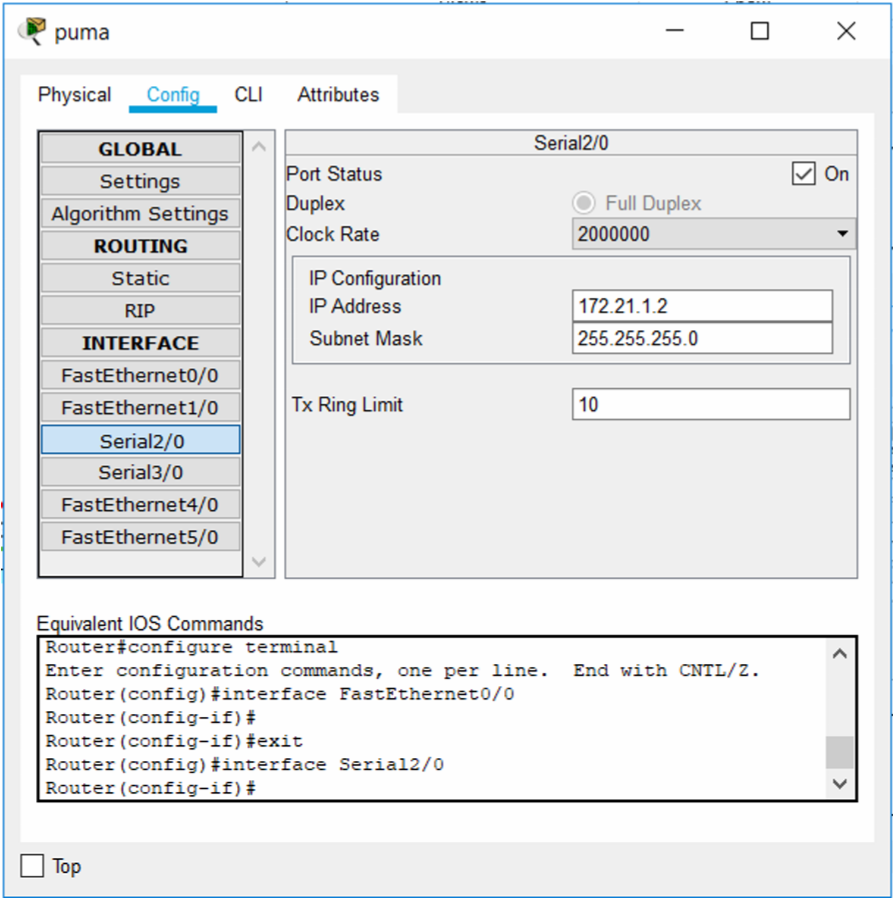 puma
Physical Config CLI Attributes
GLOBAL
Settings
Algorithm Settings
ROUTING
Static
RIP
INTERFACE
FastEthernet0/0
FastEthernet1/0
Serial2/0
Serial3/0
FastEthernet4/0
FastEthernet5/0
Serial2/0
Port Status On
Duplex Full Duplex
Clock Rate 2000000
IP Configuration
IP Address 172.21.1.2
Subnet Mask 255.255.255.0
Tx Ring Limit 10
Equivalent IOS Commands
Router#configure terminal
Enter configuration commands, one per line.  End with CNTL/Z.
Router(config)#interface FastEthernet0/0
Router(config-if)#
Router(config-if)#exit
Router(config)#interface Serial2/0
Router(config-if)#
Top